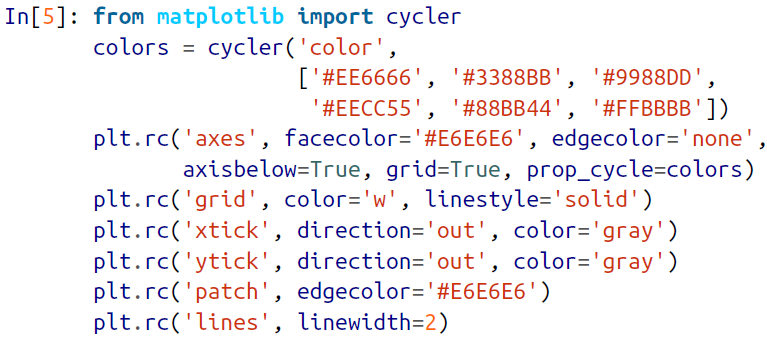 In[5]: from matplotlib import cycler
colors = cycler('color',
['#EE6666', '#3388BB', '#9988DD',
'#EECC55', '#88BB44', '#FFBBBB'])
plt.rc('axes', facecolor='#E6E6E6', edgecolor='none',
axisbelow=True, grid=True, prop_cycle=colors)
plt.rc('grid', color='w', linestyle='solid')
plt.rc('xtick', direction='out', color='gray')
plt.rc('ytick', direction='out', color='gray')
plt.rc('patch', edgecolor='#E6E6E6')
plt.rc('lines', linewidth=2)